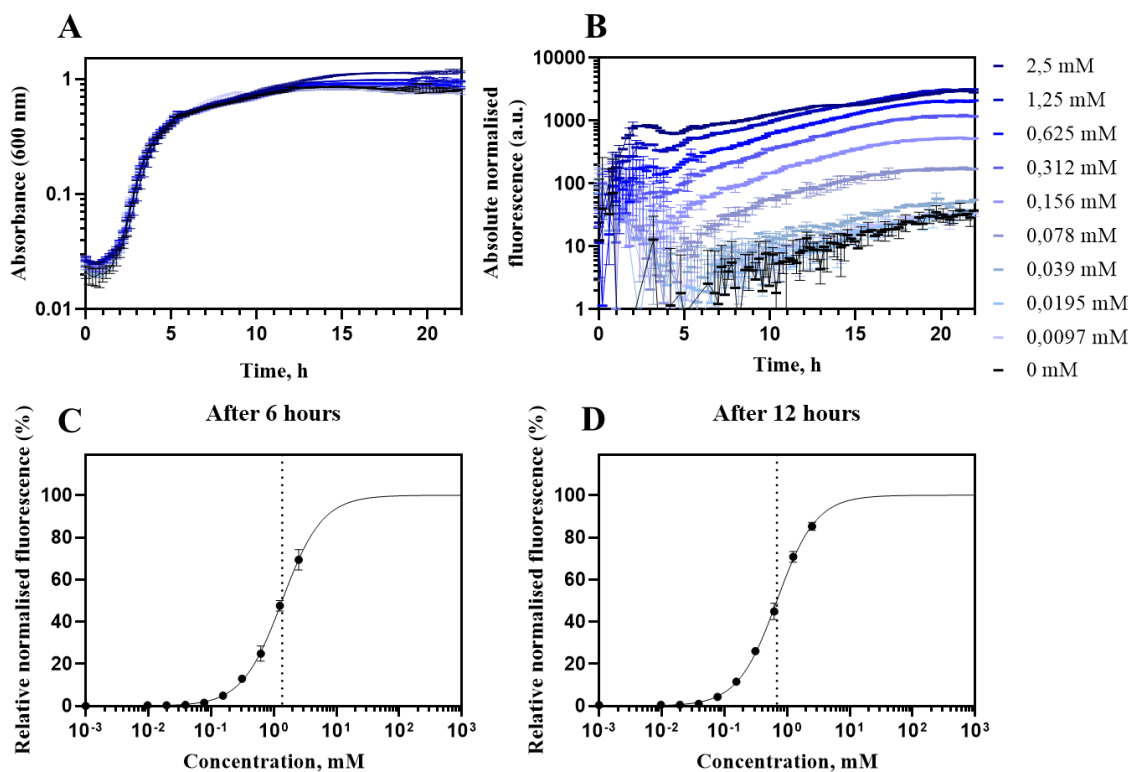 A
Absorbance (600 nm)
1
0.1
0.01
0
5
10
15
20
Time, h
B
Absolute normalised
fluorescence (a.u.)
10000
1000
100
10
1
0
5
10
15
20
Time, h
2,5 mM
1,25 mM
0,625 mM
0,312 mM
0,156 mM
0,078 mM
0,039 mM
0,0195 mM
0,0097 mM
0 mM
C
After 6 hours
Relative normalised fluorescence (%)
100
80
60
40
20
0
10-3
10-2
10-1
100
101
102
103
Concentration, mM
D
After 12 hours
Relative normalised fluorescence (%)
100
80
60
40
20
0
10-3
10-2
10-1
100
101
102
103
Concentration, mM